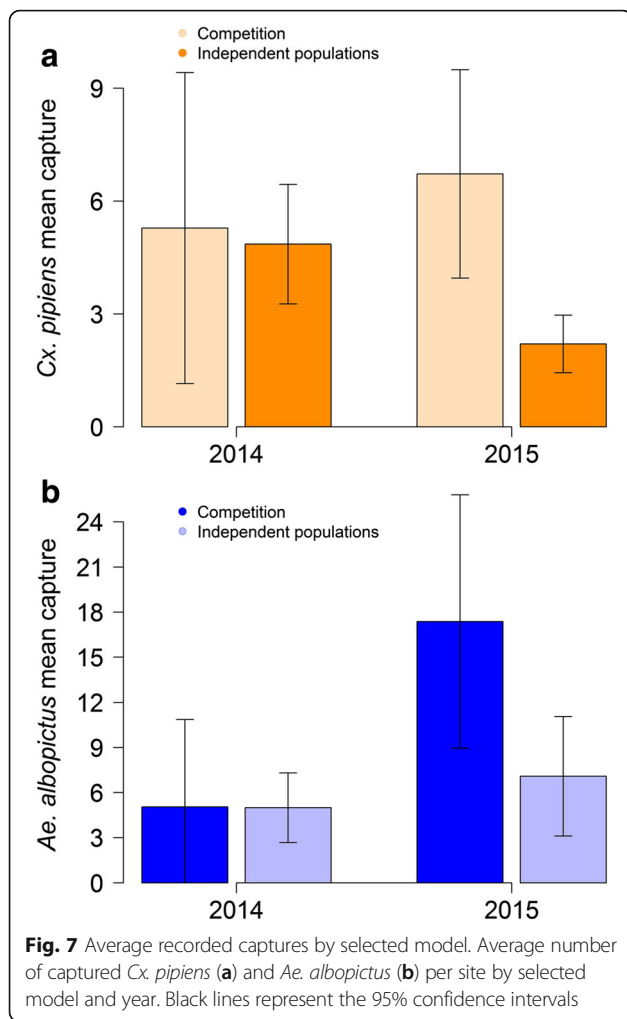 a
Competition
Independent populations
Cx. pipiens mean capture
9
6
3
0
2014 2015
b
Competition
Independent populations
Ae. albopictus mean capture
24
21
18
15
12
9
6
3
0
2014 2015
Fig. 7 Average recorded captures by selected model. Average number
of captured Cx. pipiens (a) and Ae. albopictus (b) per site by selected
model and year. Black lines represent the 95% confidence intervals